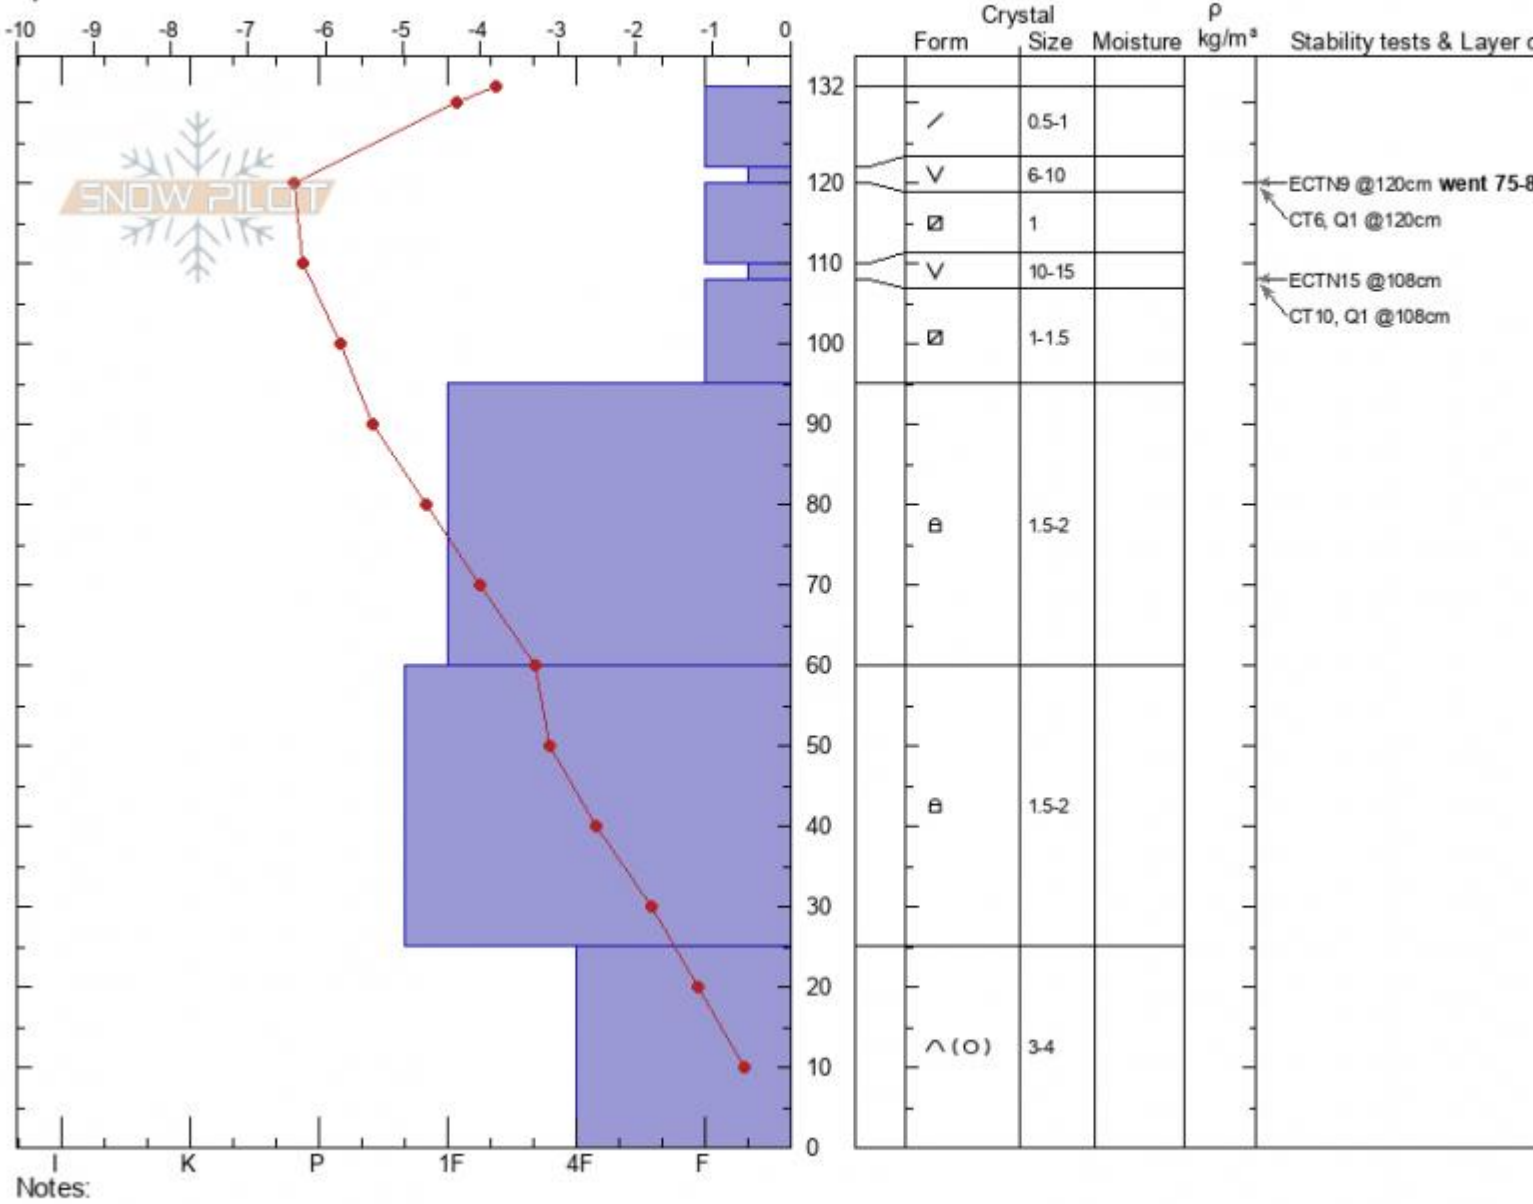 Crystal
ρ
-10 -9 -8 -7 -6 -5 -4 -3 -2 -1 0
Form Size Moisture kg/m³ Stability tests & Layer c
132
0.5-1
SNOW PILOT
6-10
120
ECTN9 @120cm went 75-8
1
CT6, Q1 @120cm
110
10-15
ECTN15 @108cm
CT10, Q1 @108cm
100
1-1.5
90
80
1.5-2
70
60
50
40
1.5-2
30
20
3-4
10
0
I K P 1F 4F F
Notes: